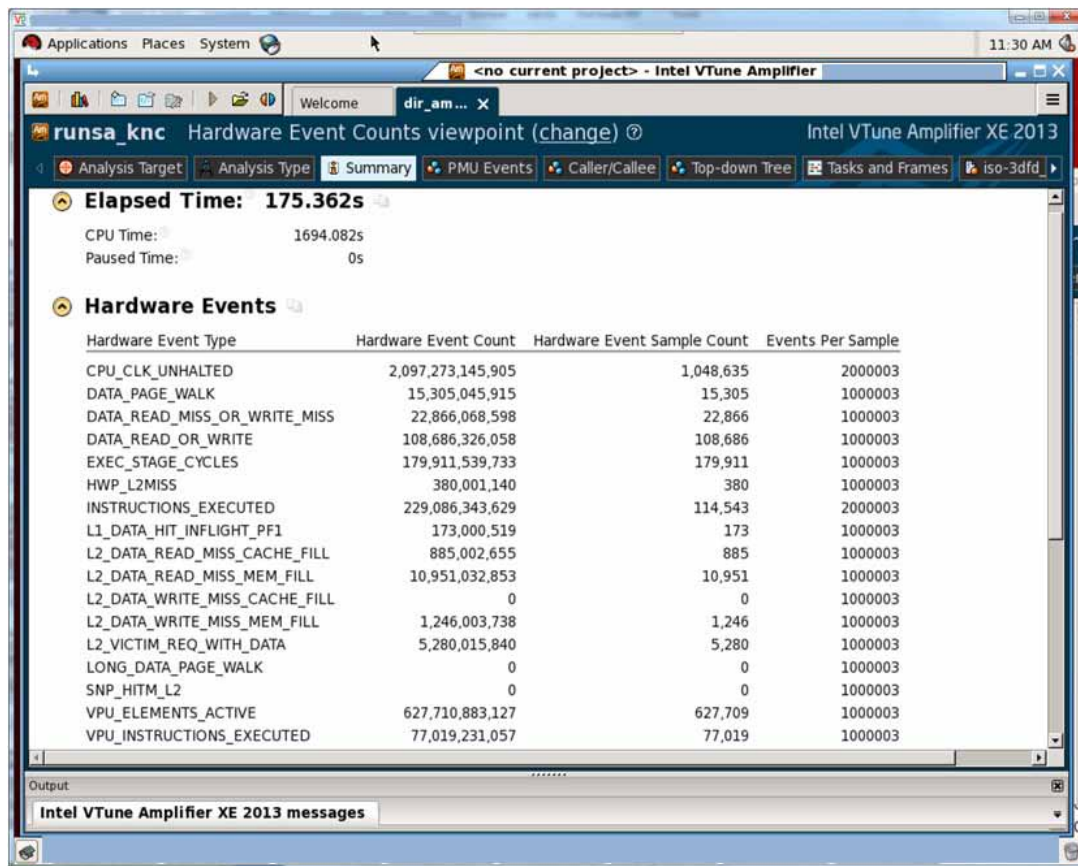 Applications Places System
11:30 AM
<no current project> - Intel VTune Amplifier
Welcome
dir_am... X
runsa_knc Hardware Event Counts viewpoint (change)
Intel VTune Amplifier XE 2013
Analysis Target Analysis Type Summary PMU Events Caller/Callee Top-down Tree Tasks and Frames iso-3dfd_
Elapsed Time: 175.362s
CPU Time: 1694.082s
Paused Time: 0s
Hardware Events
Hardware Event Type Hardware Event Count Hardware Event Sample Count Events Per Sample
CPU_CLK_UNHALTED 2,097,273,145,905 1,048,635 2000003
DATA_PAGE_WALK 15,305,045,915 15,305 1000003
DATA_READ_MISS_OR_WRITE_MISS 22,866,068,598 22,866 1000003
DATA_READ_OR_WRITE 108,686,326,058 108,686 1000003
EXEC_STAGE_CYCLES 179,911,539,733 179,911 1000003
HWP_L2MISS 380,001,140 380 1000003
INSTRUCTIONS_EXECUTED 229,086,343,629 114,543 2000003
L1_DATA_HIT_INFLIGHT_PF1 173,000,519 173 1000003
L2_DATA_READ_MISS_CACHE_FILL 885,002,655 885 1000003
L2_DATA_READ_MISS_MEM_FILL 10,951,032,853 10,951 1000003
L2_DATA_WRITE_MISS_CACHE_FILL 0 0 1000003
L2_DATA_WRITE_MISS_MEM_FILL 1,246,003,738 1,246 1000003
L2_VICTIM_REQ_WITH_DATA 5,280,015,840 5,280 1000003
LONG_DATA_PAGE_WALK 0 0 1000003
SNP_HITM_L2 0 0 1000003
VPU_ELEMENTS_ACTIVE 627,710,883,127 627,709 1000003
VPU_INSTRUCTIONS_EXECUTED 77,019,231,057 77,019 1000003
Output
Intel VTune Amplifier XE 2013 messages